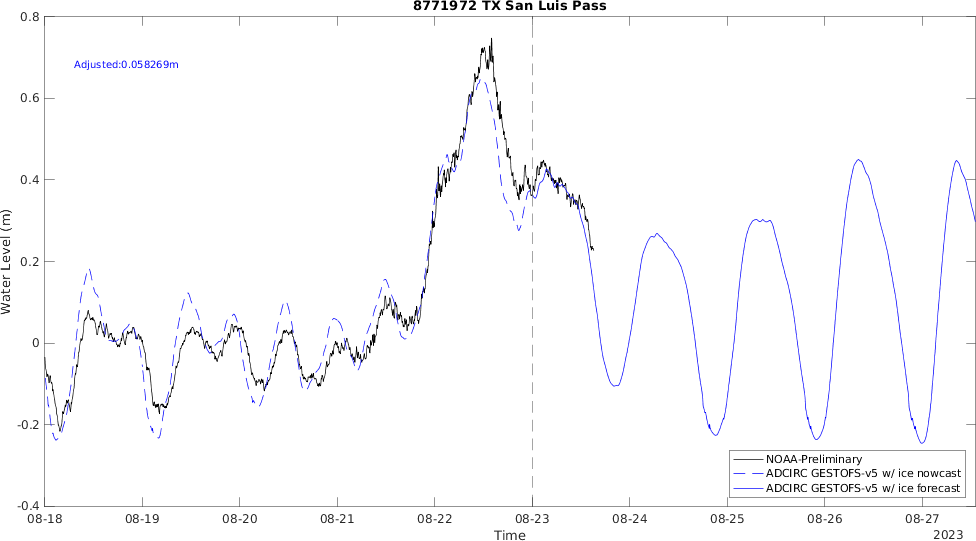 8771972 TX San Luis Pass
Adjusted:0.058269m
Water Level (m)
0.8
0.6
0.4
0.2
0
-0.2
-0.4
NOAA-Preliminary
ADCIRC GESTOFS-v5 w/ ice nowcast
ADCIRC GESTOFS-v5 w/ ice forecast
08-18 08-19 08-20 08-21 08-22 08-23 08-24 08-25 08-26 08-27
Time
2023